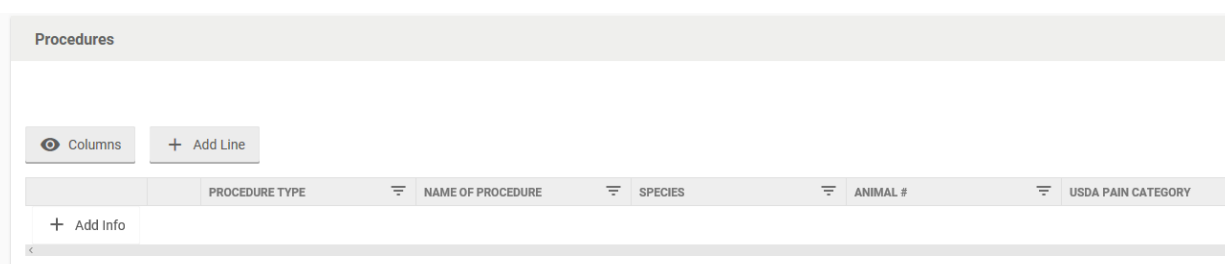 Procedures
Columns + Add Line
PROCEDURE TYPE NAME OF PROCEDURE SPECIES ANIMAL # USDA PAIN CATEGORY
+ Add Info